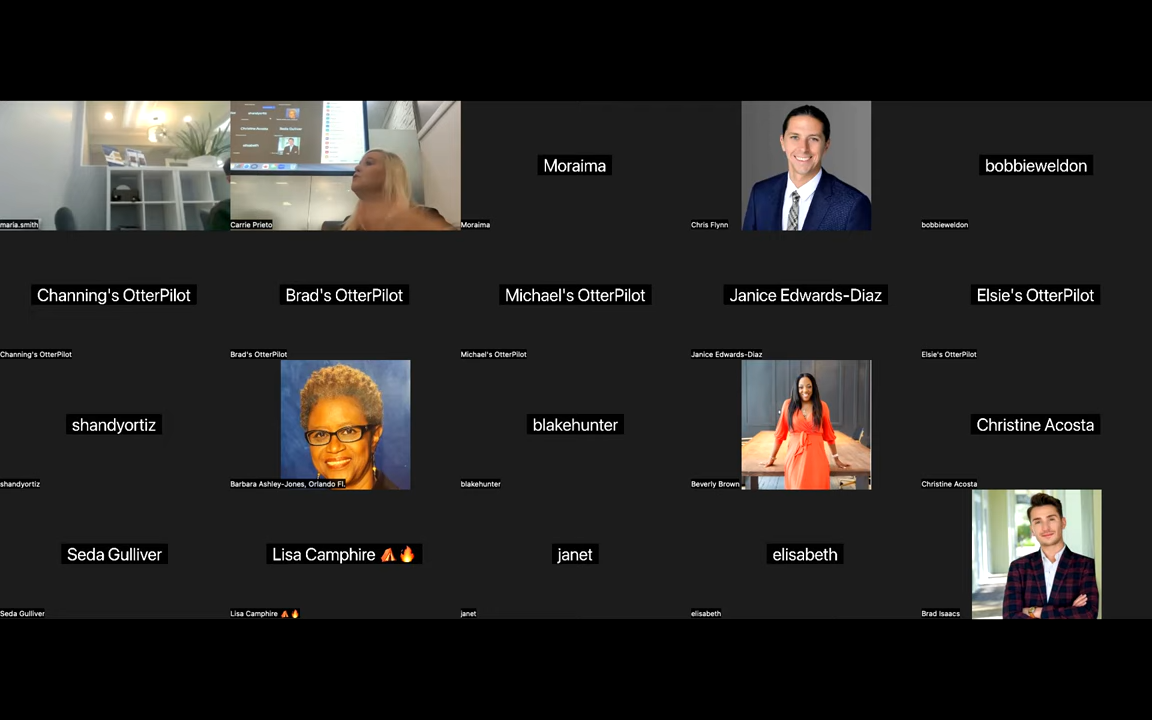 Moraima
bobbieweldon
maria.smith
Carrie Prieto
Moraima
Chris Flynn
bobbieweldon
Channing's OtterPilot
Brad's OtterPilot
Michael's OtterPilot
Janice Edwards-Diaz
Elsie's OtterPilot
Channing's OtterPilot
Brad's OtterPilot
Michael's OtterPilot
Janice Edwards-Diaz
Elsie's OtterPilot
shandyortiz
blakehunter
Christine Acosta
shandyortiz
Barbara Ashley-Jones, Orlando Fl.
blakehunter
Beverly Brown
Christine Acosta
Seda Gulliver
Lisa Camphire ⛺🔥
janet
elisabeth
Seda Gulliver
Lisa Camphire ⛺🔥
janet
elisabeth
Brad Isaacs